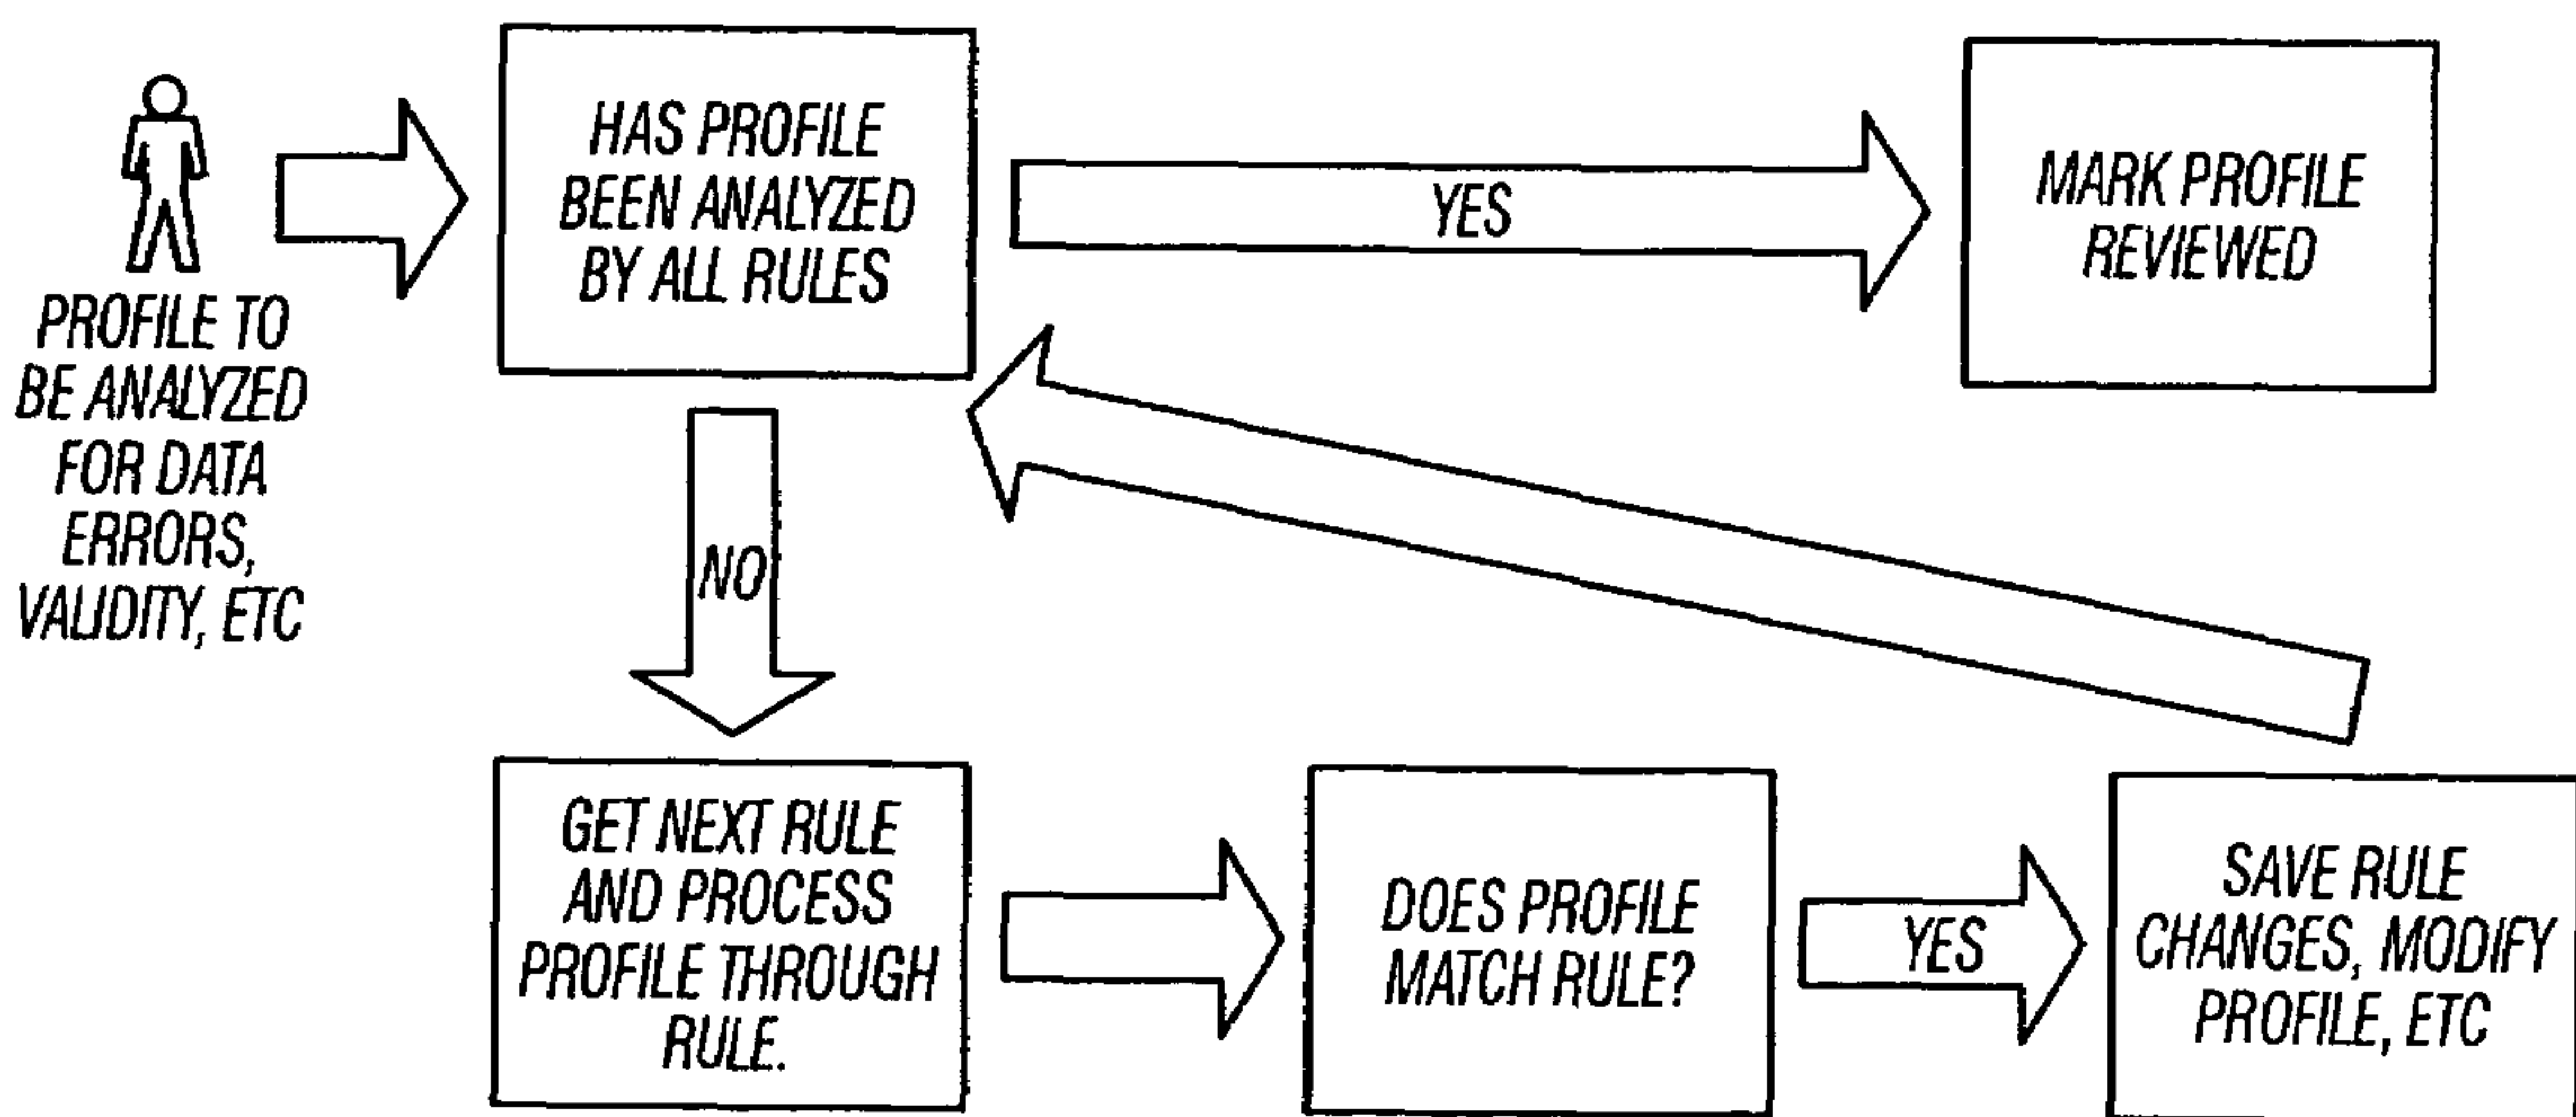 PROFILE TO
BE ANALYZED
FOR DATA
ERRORS,
VALIDITY, ETC
HAS PROFILE
BEEN ANALYZED
BY ALL RULES
YES
MARK PROFILE
REVIEWED
NO
GET NEXT RULE
AND PROCESS
PROFILE THROUGH
RULE.
DOES PROFILE
MATCH RULE?
YES
SAVE RULE
CHANGES, MODIFY
PROFILE, ETC